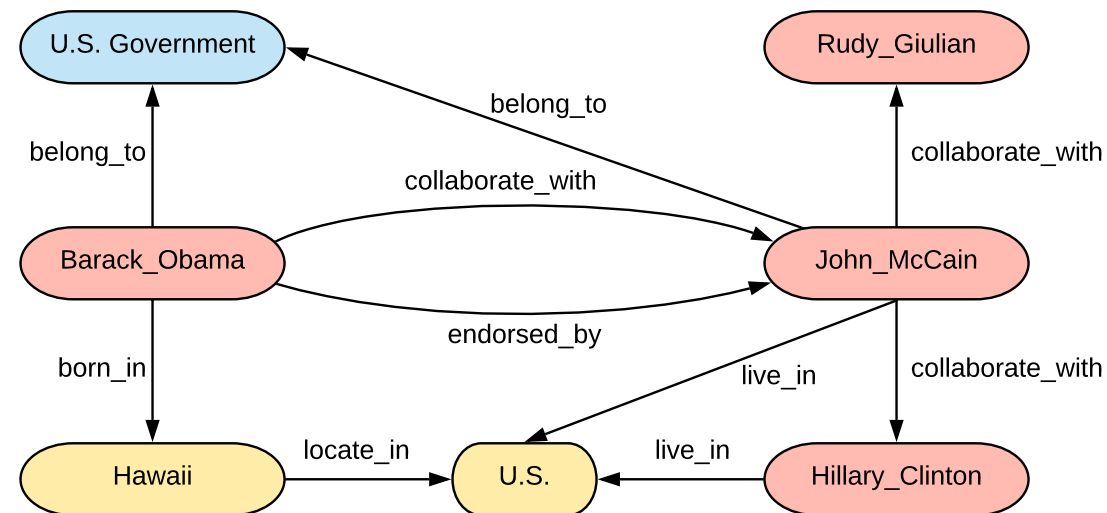 U.S. Government
Rudy_Giulian
belong_to
belong_to
collaborate_with
collaborate_with
Barack_Obama
John_McCain
endorsed_by
born_in
live_in
collaborate_with
locate_in
live_in
Hawaii
U.S.
Hillary_Clinton